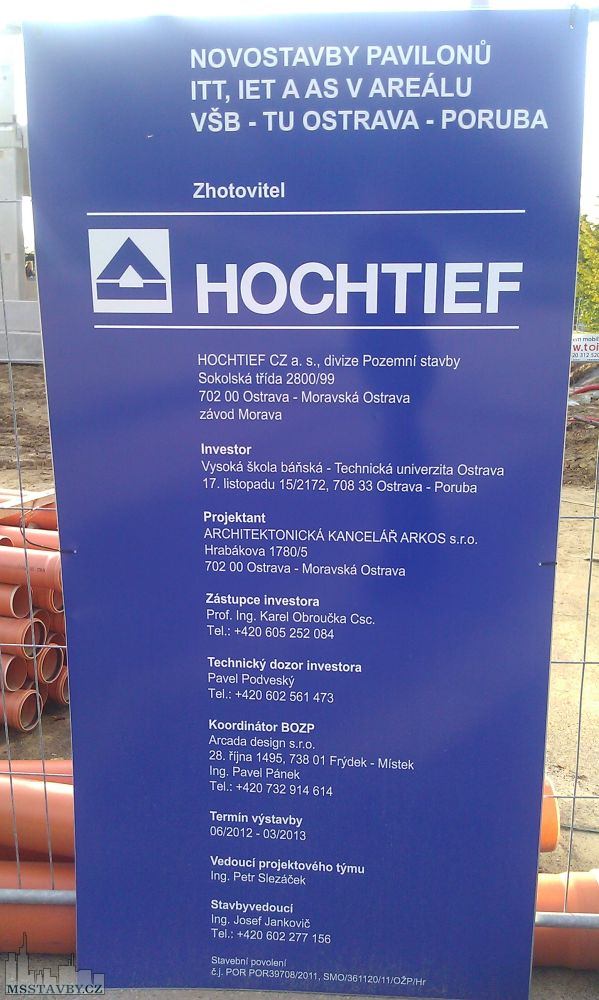 NOVOSTAVBY PAVILONŮ
ITT, IET A AS V AREÁLU
VŠB - TU OSTRAVA - PORUBA
Zhotovitel
HOCHTIEF
HOCHTIEF CZ a. s., divize Pozemní stavby
Sokolská třída 2800/99
702 00 Ostrava - Moravská Ostrava
závod Morava
Investor
Vysoká škola báňská - Technická univerzita Ostrava
17. listopadu 15/2172, 708 33 Ostrava - Poruba
Projektant
ARCHITEKTONICKÁ KANCELÁŘ ARKOS s.r.o.
Hrabákova 1780/5
702 00 Ostrava - Moravská Ostrava
Zástupce investora
Prof. Ing. Karel Obroučka Csc.
Tel.: +420 605 252 084
Technický dozor investora
Pavel Podveský
Tel.: +420 602 561 473
Koordinátor BOZP
Arcada design s.r.o.
28. října 1495, 738 01 Frýdek - Místek
Ing. Pavel Pánek
Tel.: +420 732 914 614
Termín výstavby
06/2012 - 03/2013
Vedoucí projektového týmu
Ing. Petr Slezáček
Stavbyvedoucí
Ing. Josef Jankovič
Tel.: +420 602 277 156
Stavební povolení
č.j. POR POR39708/2011, SMO/361120/11/OŽP/Hr
MSSTAVBY.CZ